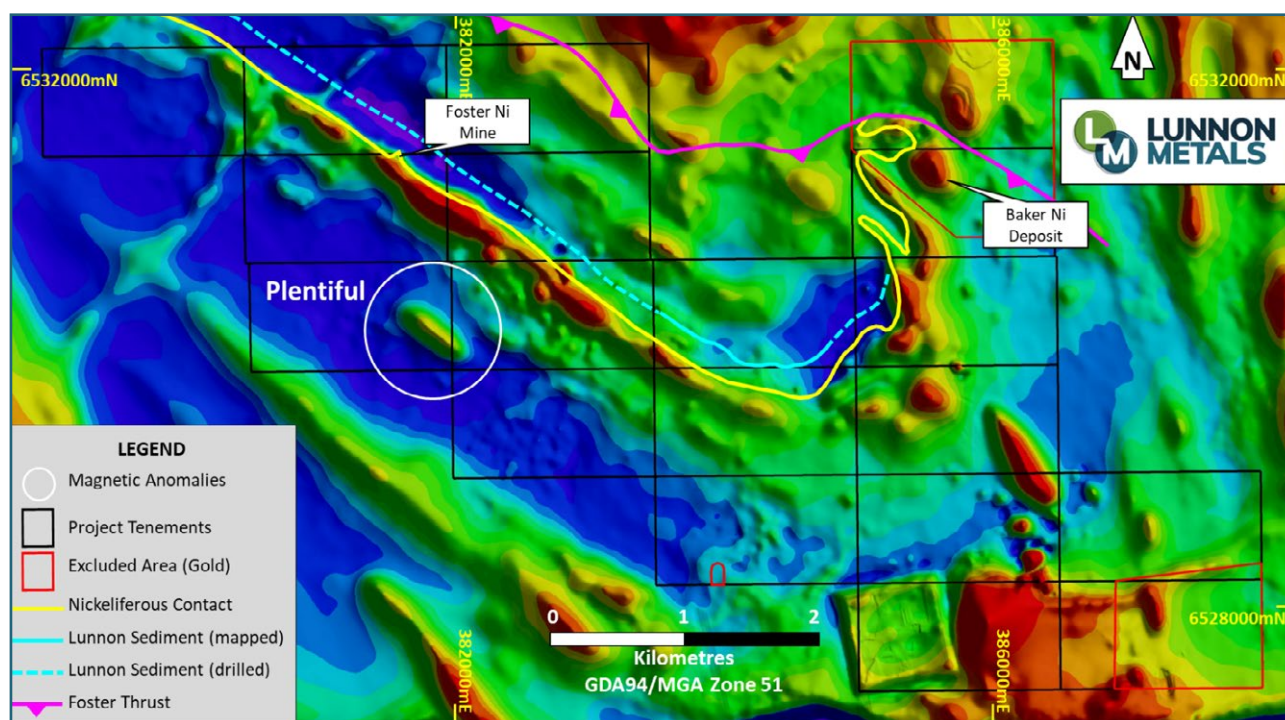 382000mE
386000mE
N
6532000mN
6532000mN
Foster Ni
Mine
LM
LUNNON
METALS
Baker Ni
Deposit
Plentiful
LEGEND
Magnetic Anomalies
Project Tenements
Excluded Area (Gold)
Nickeliferous Contact
Lunnon Sediment (mapped)
Lunnon Sediment (drilled)
Foster Thrust
0 1 2
Kilometres
GDA94/MGA Zone 51
6528000mN
382000mE
386000mE